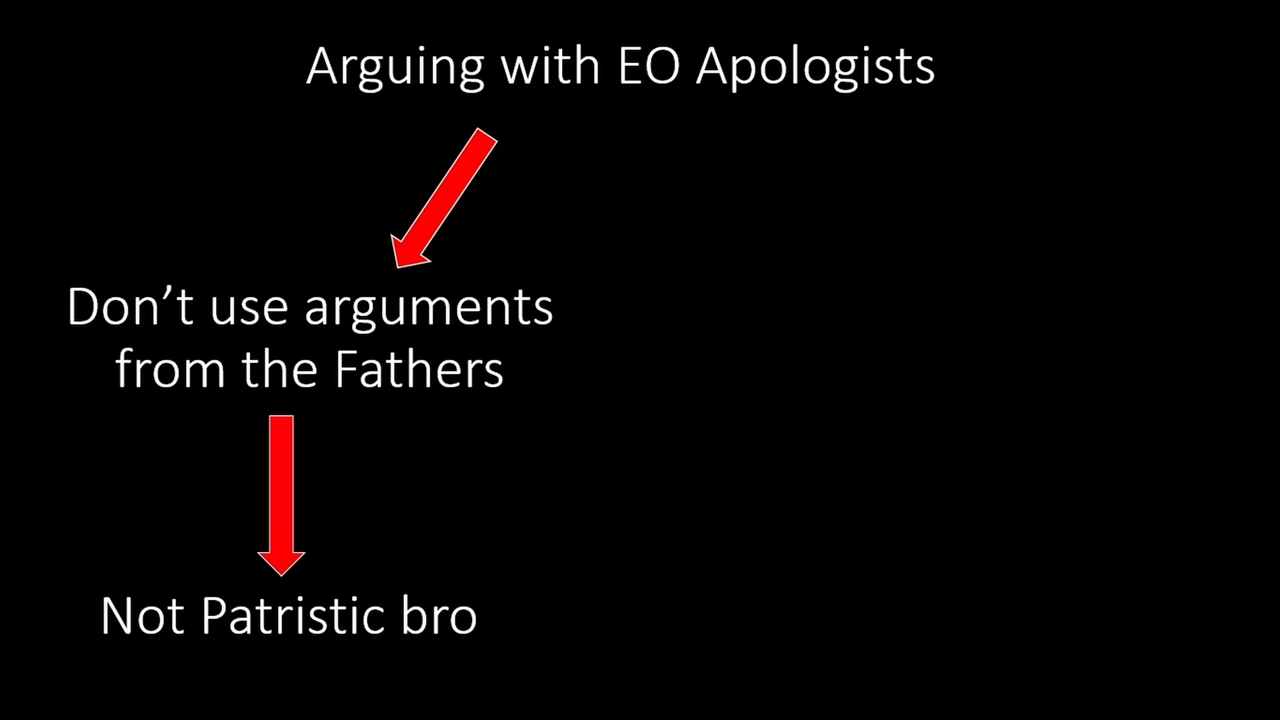 Arguing with EO Apologists
Don’t use arguments
from the Fathers
Not Patristic bro